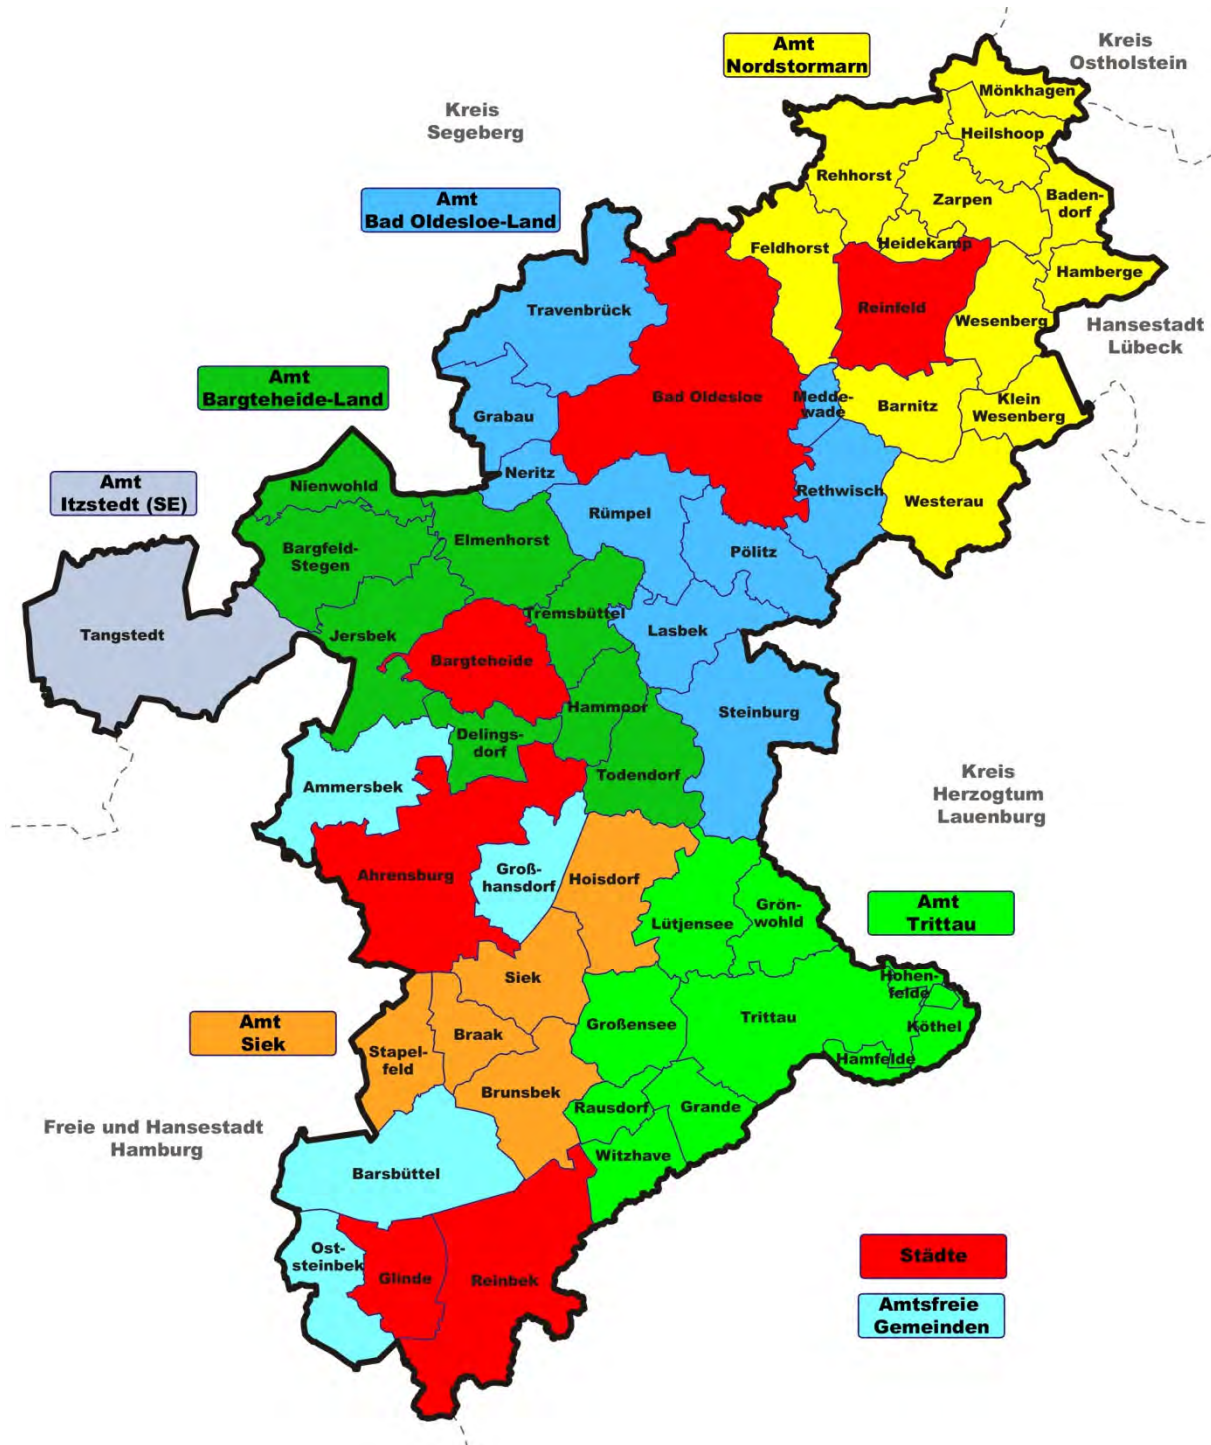 Amt
Nordstormarn
Kreis
Ostholstein
Kreis
Segeberg
Mönkhagen
Heilshoop
Rehhorst
Zarpen
Baden-
dorf
Amt
Bad Oldesloe-Land
Feldhorst
Heidekamp
Hamberge
Travenbrück
Reinfeld
Wesenberg
Hansestadt
Lübeck
Amt
Bargteheide-Land
Grabau
Bad Oldesloe
Medde-
wade
Barnitz
Klein
Wesenberg
Neritz
Amt
Itzstedt (SE)
Nienwohld
Rümpel
Rethwisch
Westerau
Bargfeld-
Stegen
Elmenhorst
Pölitz
Tangstedt
Jersbek
Tremsbüttel
Lasbek
Bargteheide
Hammoor
Steinburg
Delings-
dorf
Todendorf
Ammersbek
Kreis
Herzogtum
Lauenburg
Ahrensburg
Groß-
hansdorf
Hoisdorf
Lütjensee
Grön-
wohld
Amt
Trittau
Siek
Hohen-
felde
Amt
Siek
Stapel-
feld
Braak
Großensee
Trittau
Köthel
Hamfelde
Brunsbek
Rausdorf
Grande
Freie und Hansestadt
Hamburg
Barsbüttel
Witzhave
Ost-
steinbek
Glinde
Reinbek
Städte
Amtsfreie
Gemeinden